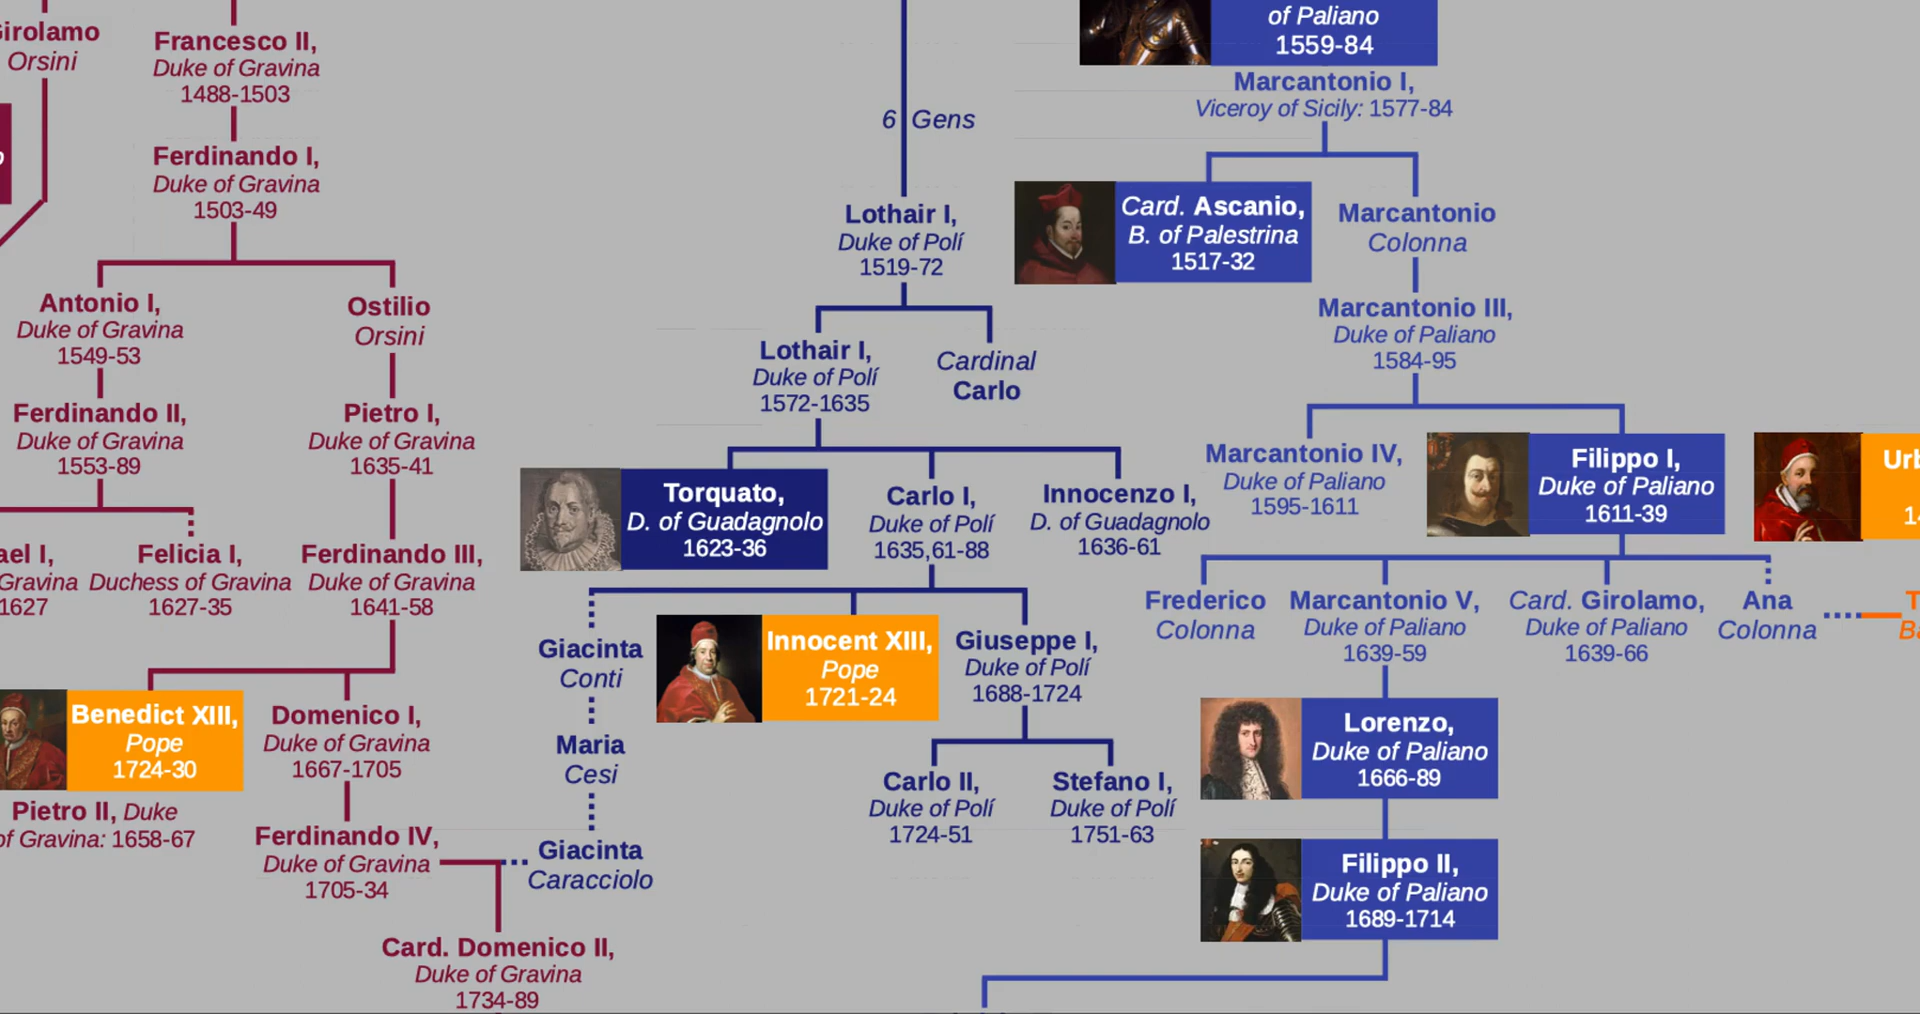 Girolamo
Orsini
Francesco II,
Duke of Gravina
1488-1503
Ferdinando I,
Duke of Gravina
1503-49
Antonio I,
Duke of Gravina
1549-53
Ostilio
Orsini
Ferdinando II,
Duke of Gravina
1553-89
Pietro I,
Duke of Gravina
1635-41
ael I,
Gravina
1627
Felicia I,
Duchess of Gravina
1627-35
Ferdinando III,
Duke of Gravina
1641-58
Benedict XIII,
Pope
1724-30
Pietro II, Duke
of Gravina: 1658-67
Domenico I,
Duke of Gravina
1667-1705
Ferdinando IV,
Duke of Gravina
1705-34
Card. Domenico II,
Duke of Gravina
1734-89
6 Gens
Lothair I,
Duke of Polí
1519-72
Lothair I,
Duke of Polí
1572-1635
Cardinal
Carlo
Torquato,
D. of Guadagnolo
1623-36
Carlo I,
Duke of Polí
1635,61-88
Innocenzo I,
D. of Guadagnolo
1636-61
Giacinta
Conti
Maria
Cesi
Giacinta
Caracciolo
Innocent XIII,
Pope
1721-24
Giuseppe I,
Duke of Polí
1688-1724
Carlo II,
Duke of Polí
1724-51
Stefano I,
Duke of Polí
1751-63
of Paliano
1559-84
Marcantonio I,
Viceroy of Sicily: 1577-84
Card. Ascanio,
B. of Palestrina
1517-32
Marcantonio
Colonna
Marcantonio III,
Duke of Paliano
1584-95
Marcantonio IV,
Duke of Paliano
1595-1611
Filippo I,
Duke of Paliano
1611-39
Urb
Frederico
Colonna
Marcantonio V,
Duke of Paliano
1639-59
Card. Girolamo,
Duke of Paliano
1639-66
Ana
Colonna
Lorenzo,
Duke of Paliano
1666-89
Filippo II,
Duke of Paliano
1689-1714